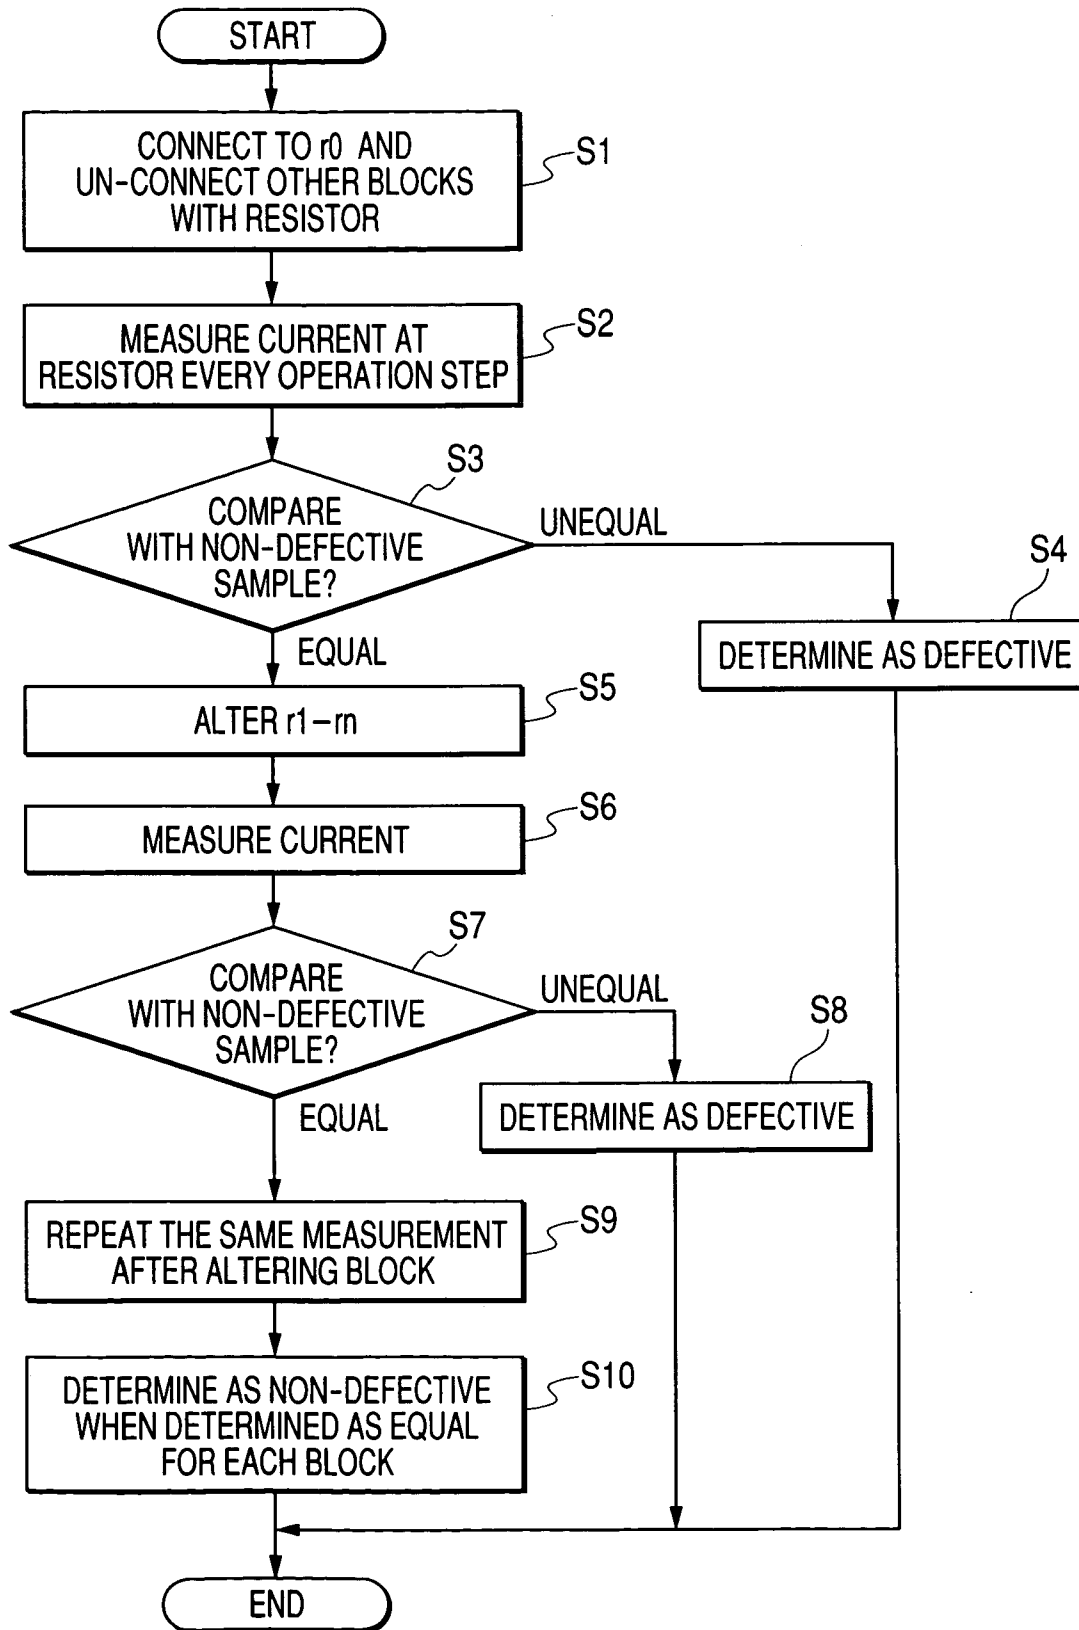 START
CONNECT TO r0 AND
UN-CONNECT OTHER BLOCKS
WITH RESISTOR
S1
MEASURE CURRENT AT
RESISTOR EVERY OPERATION STEP
S2
S3
COMPARE
WITH NON-DEFECTIVE
SAMPLE?
UNEQUAL
S4
DETERMINE AS DEFECTIVE
EQUAL
S5
ALTER r1-rn
S6
MEASURE CURRENT
S7
COMPARE
WITH NON-DEFECTIVE
SAMPLE?
UNEQUAL
S8
DETERMINE AS DEFECTIVE
EQUAL
S9
REPEAT THE SAME MEASUREMENT
AFTER ALTERING BLOCK
S10
DETERMINE AS NON-DEFECTIVE
WHEN DETERMINED AS EQUAL
FOR EACH BLOCK
END